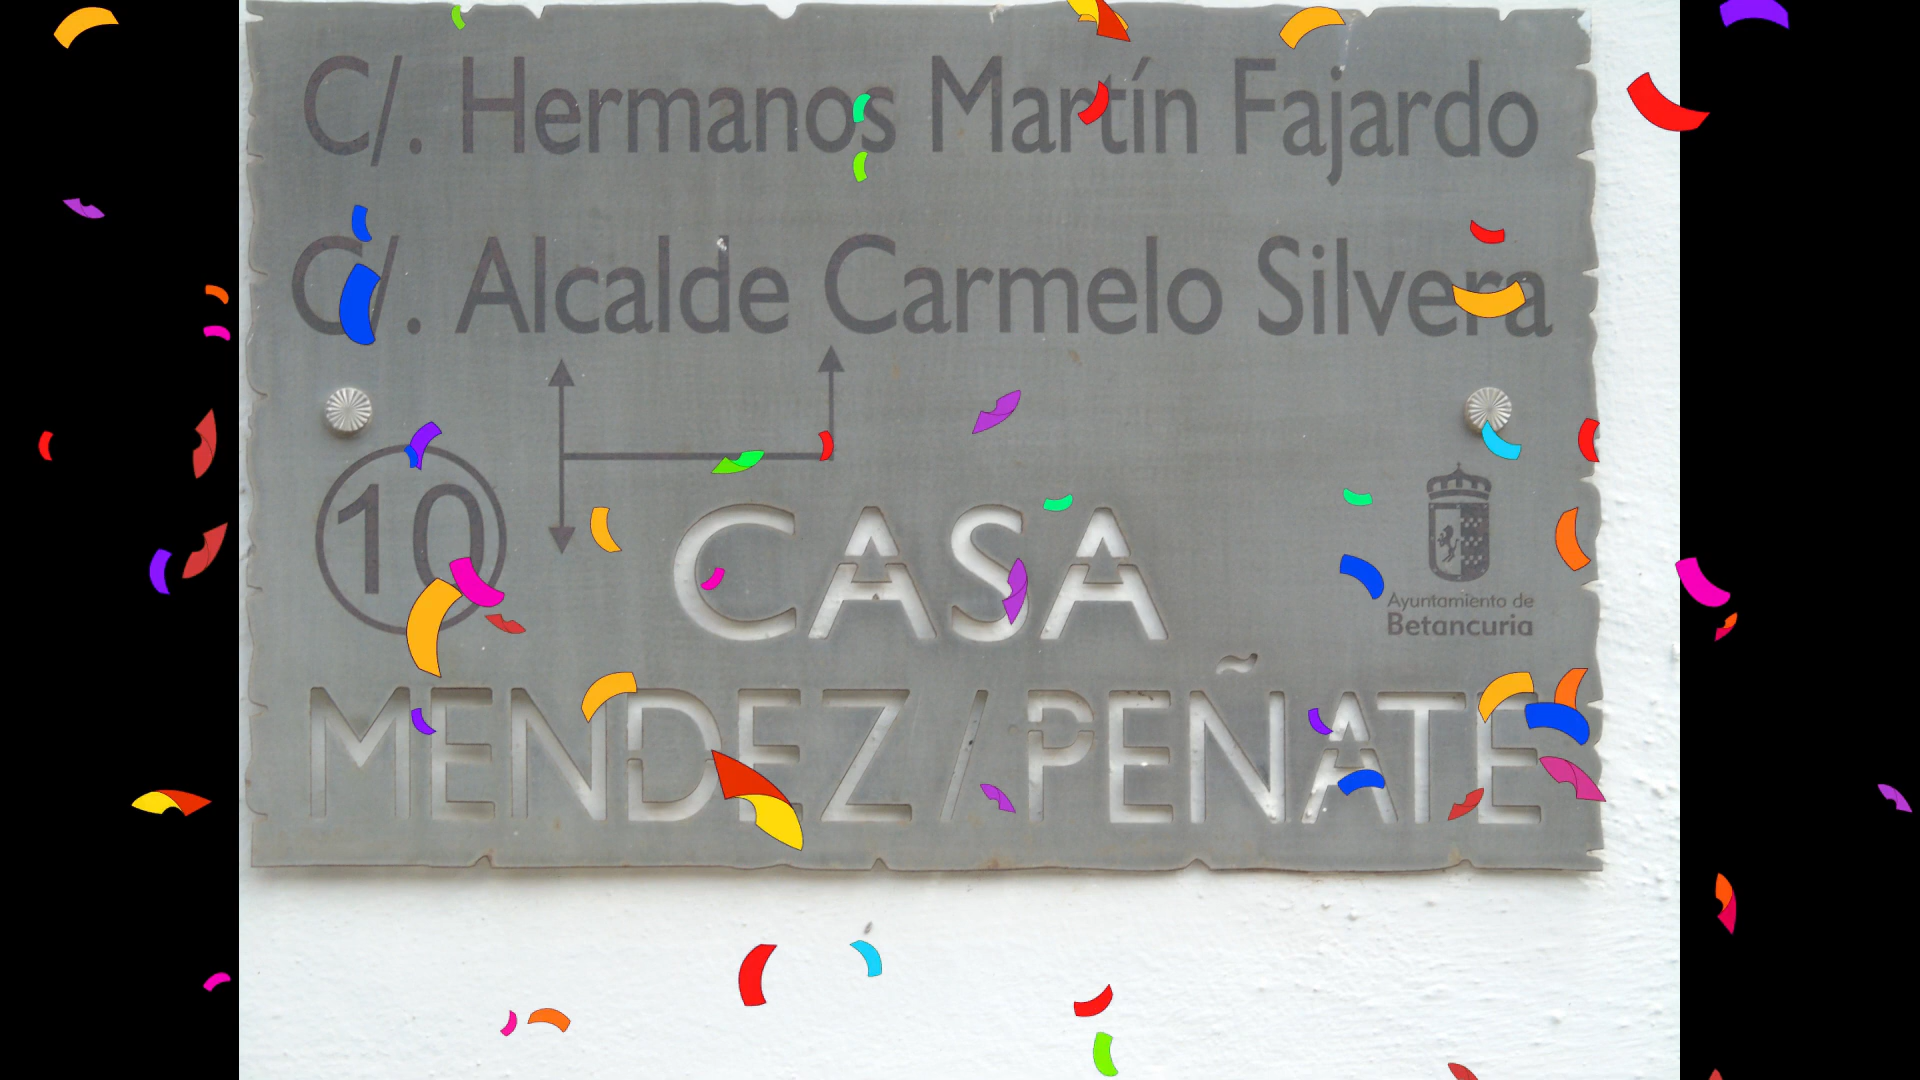 C/. Hermanos Martín Fajardo
C/. Alcalde Carmelo Silvera
10
CASA
Ayuntamiento de
Betancuria
MENDEZ / PEÑATE